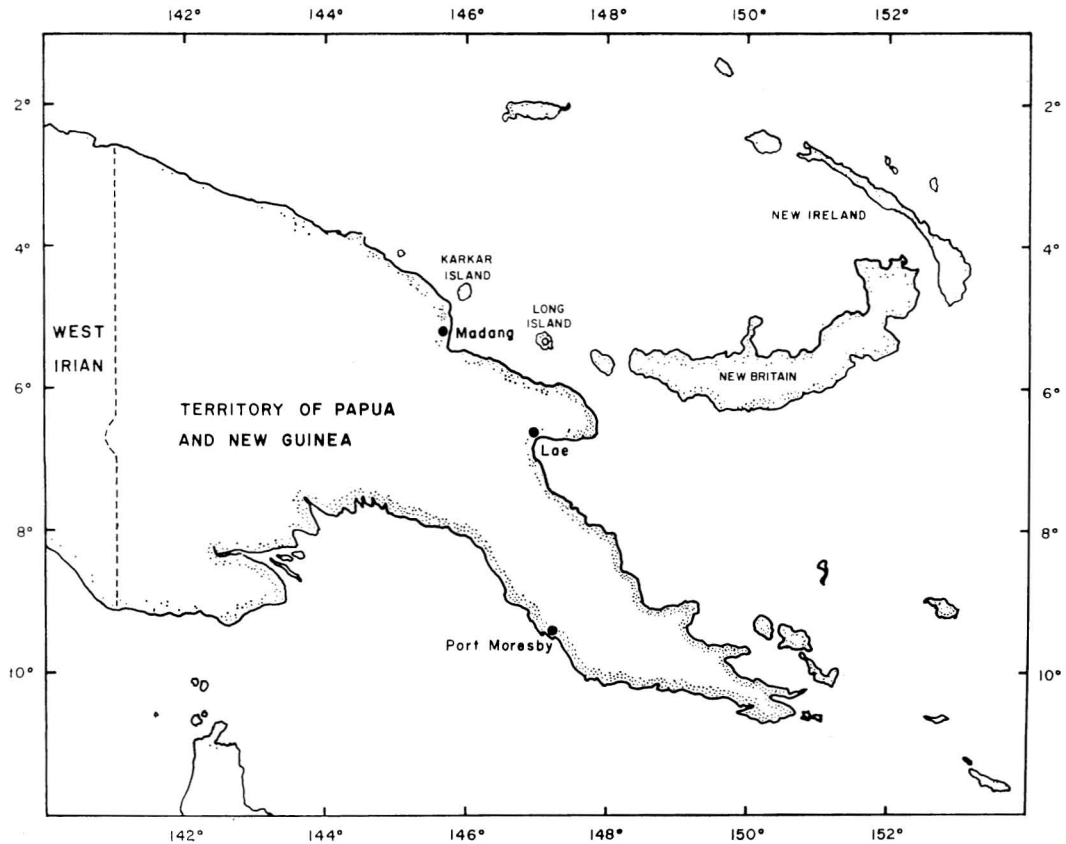 142° 144° 146° 148° 150° 152°
2° 2°
NEW IRELAND
4° 4°
KARKAR
ISLAND
LONG
ISLAND
WEST
IRIAN
Madang
NEW BRITAIN
6° 6°
TERRITORY OF PAPUA
AND NEW GUINEA
Lae
8° 8°
Port Moresby
10° 10°
142° 144° 146° 148° 150° 152°